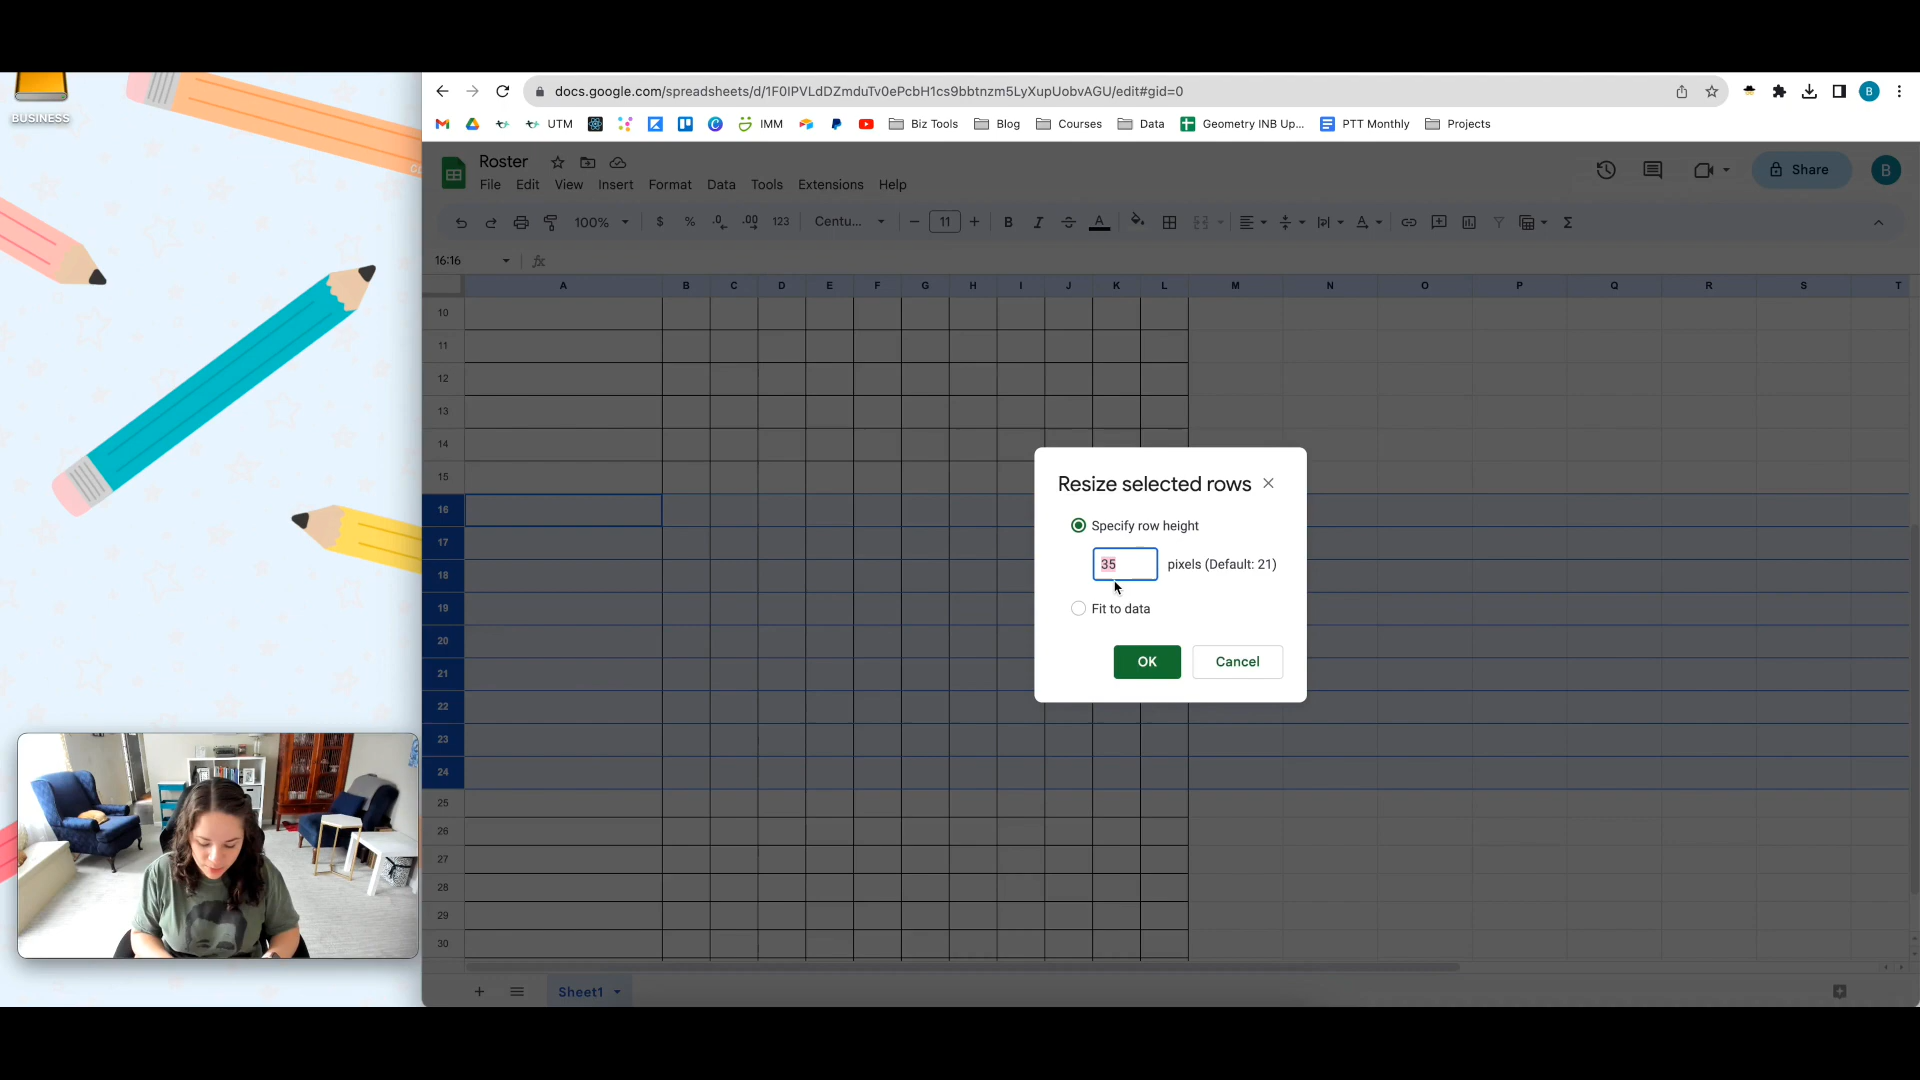 BUSINESS
docs.google.com/spreadsheets/d/1F0IPVLdDZmduTv0ePcbH1cs9bbtnzm5LyXupUobvAGU/edit#gid=0
B
UTM
IMM
Biz Tools
Blog
Courses
Data
Geometry INB Up...
PTT Monthly
Projects
Roster
File Edit View Insert Format Data Tools Extensions Help
Share
B
100%
$ % .0 .00 123
Centu...
11
B I S A
16:16
fx
A B C D E F G H I J K L M N O P Q R S T
10
11
12
13
14
15
16
17
18
19
20
21
22
23
24
25
26
27
28
29
30
Resize selected rows
Specify row height
35 pixels (Default: 21)
Fit to data
OK Cancel
Sheet1